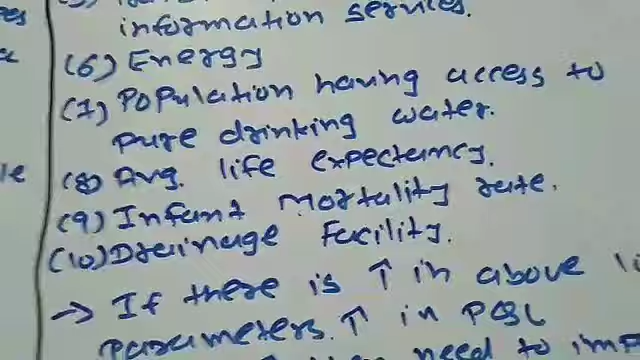 information services.
(6) Energy
(7) Population having access to
pure drinking water.
(8) Avg. life expectancy.
(9) Infant Mortality rate.
(10) Drainage Facility.
→ If there is ↑ in above
parameters. ↑ in PQL
need to